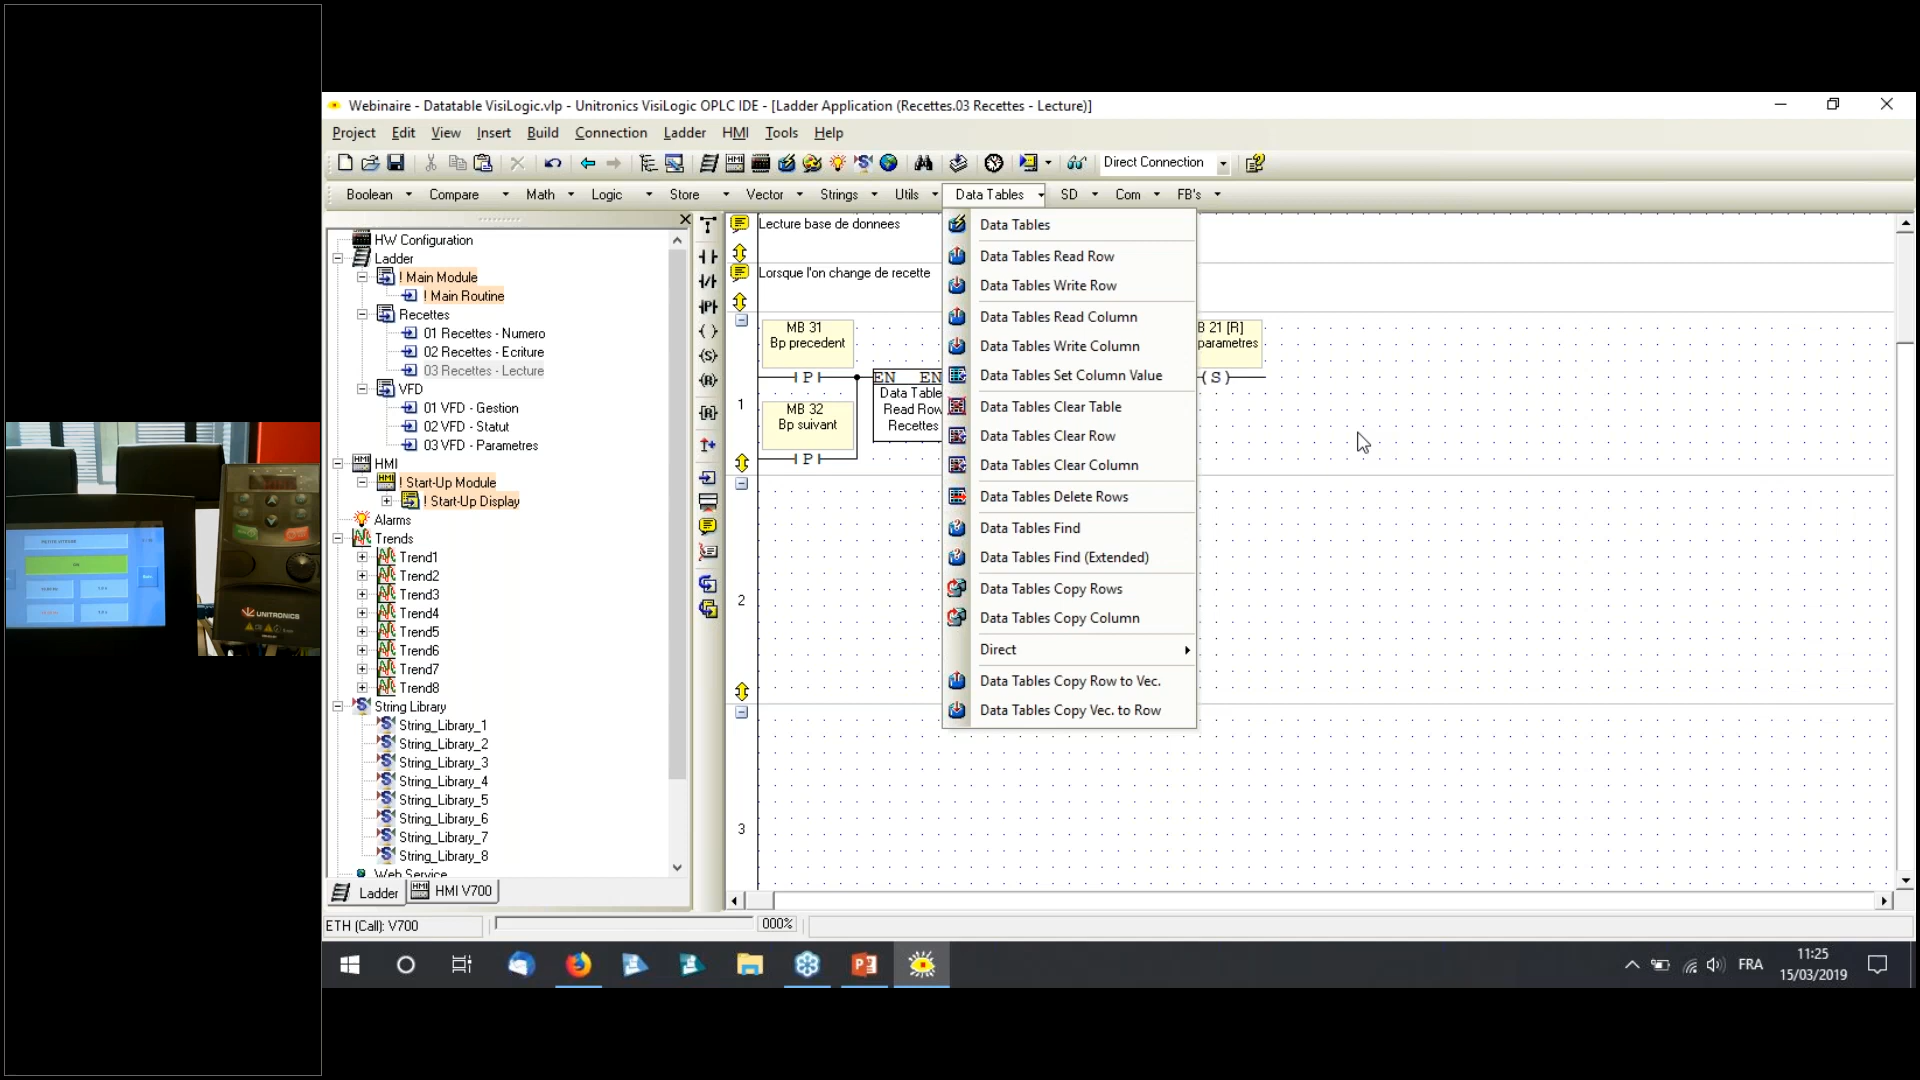 Webinaire - Datatable VisiLogic.vlp - Unitronics VisiLogic OPLC IDE - [Ladder Application (Recettes.03 Recettes - Lecture)]
Project Edit View Insert Build Connection Ladder HMI Tools Help
Direct Connection
Boolean Compare Math Logic Store Vector Strings Utils Data Tables SD Com FB's
HW Configuration
Ladder
! Main Module
! Main Routine
Recettes
01 Recettes - Numero
02 Recettes - Ecriture
03 Recettes - Lecture
VFD
01 VFD - Gestion
02 VFD - Statut
03 VFD - Parametres
HMI
! Start-Up Module
! Start-Up Display
Alarms
Trends
Trend1
Trend2
Trend3
Trend4
Trend5
Trend6
Trend7
Trend8
String Library
String_Library_1
String_Library_2
String_Library_3
String_Library_4
String_Library_5
String_Library_6
String_Library_7
String_Library_8
Web Service
Ladder HMI V700
Lecture base de donnees
Lorsque l'on change de recette
1
MB 31
Bp precedent
P
MB 32
Bp suivant
P
EN EN
Data Table
Read Row
Recettes
B 21 [R]
parametres
(S)
2
3
Data Tables
Data Tables Read Row
Data Tables Write Row
Data Tables Read Column
Data Tables Write Column
Data Tables Set Column Value
Data Tables Clear Table
Data Tables Clear Row
Data Tables Clear Column
Data Tables Delete Rows
Data Tables Find
Data Tables Find (Extended)
Data Tables Copy Rows
Data Tables Copy Column
Direct
Data Tables Copy Row to Vec.
Data Tables Copy Vec. to Row
ETH (Call): V700
000%
FRA
11:25
15/03/2019
UNITRONICS